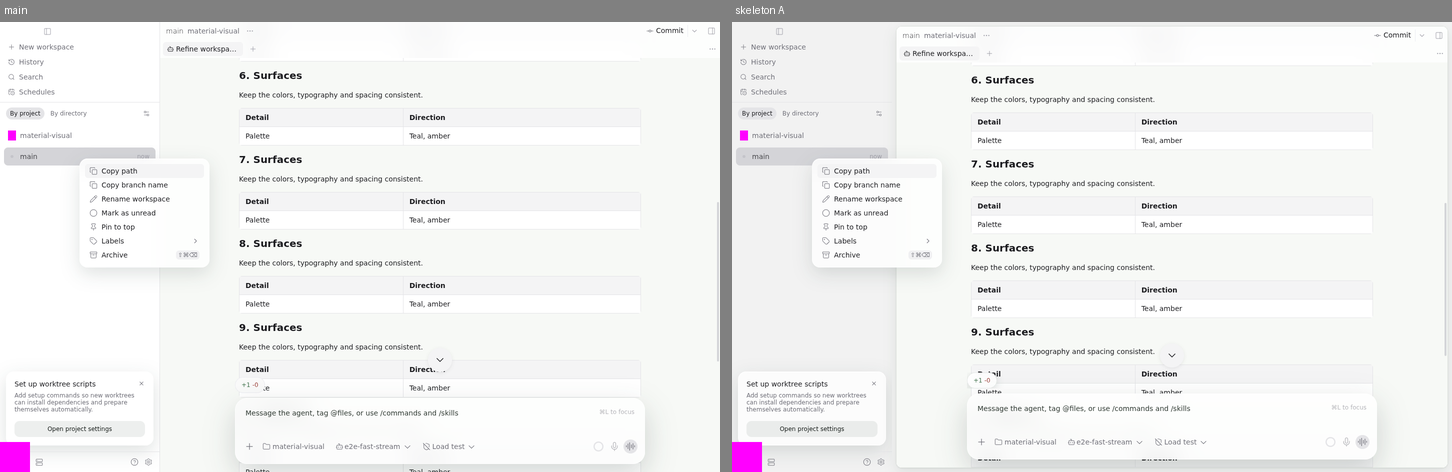 main
main material-visual ...
Commit
New workspace
History
Search
Schedules
Refine workspa...
By project By directory
material-visual
main now
Copy path
Copy branch name
Rename workspace
Mark as unread
Pin to top
Labels
Archive ⇧⌘⌫
Set up worktree scripts
Add setup commands so new worktrees
can install dependencies and prepare
themselves automatically.
Open project settings
6. Surfaces
Keep the colors, typography and spacing consistent.
Detail Direction
Palette Teal, amber
7. Surfaces
Keep the colors, typography and spacing consistent.
Detail Direction
Palette Teal, amber
8. Surfaces
Keep the colors, typography and spacing consistent.
Detail Direction
Palette Teal, amber
9. Surfaces
Keep the colors, typography and spacing consistent.
Detail
Teal, amber
+1 -0
Message the agent, tag @files, or use /commands and /skills
⌘L to focus
material-visual e2e-fast-stream Load test
Palette Teal, amber
skeleton A
main material-visual ...
Commit
New workspace
History
Search
Schedules
Refine workspa...
By project By directory
material-visual
main now
Copy path
Copy branch name
Rename workspace
Mark as unread
Pin to top
Labels
Archive ⇧⌘⌫
Set up worktree scripts
Add setup commands so new worktrees
can install dependencies and prepare
themselves automatically.
Open project settings
6. Surfaces
Keep the colors, typography and spacing consistent.
Detail Direction
Palette Teal, amber
7. Surfaces
Keep the colors, typography and spacing consistent.
Detail Direction
Palette Teal, amber
8. Surfaces
Keep the colors, typography and spacing consistent.
Detail Direction
Palette Teal, amber
9. Surfaces
Keep the colors, typography and spacing consistent.
Detail Direction
Palette Teal, amber
+1 -0
Message the agent, tag @files, or use /commands and /skills
⌘L to focus
material-visual e2e-fast-stream Load test